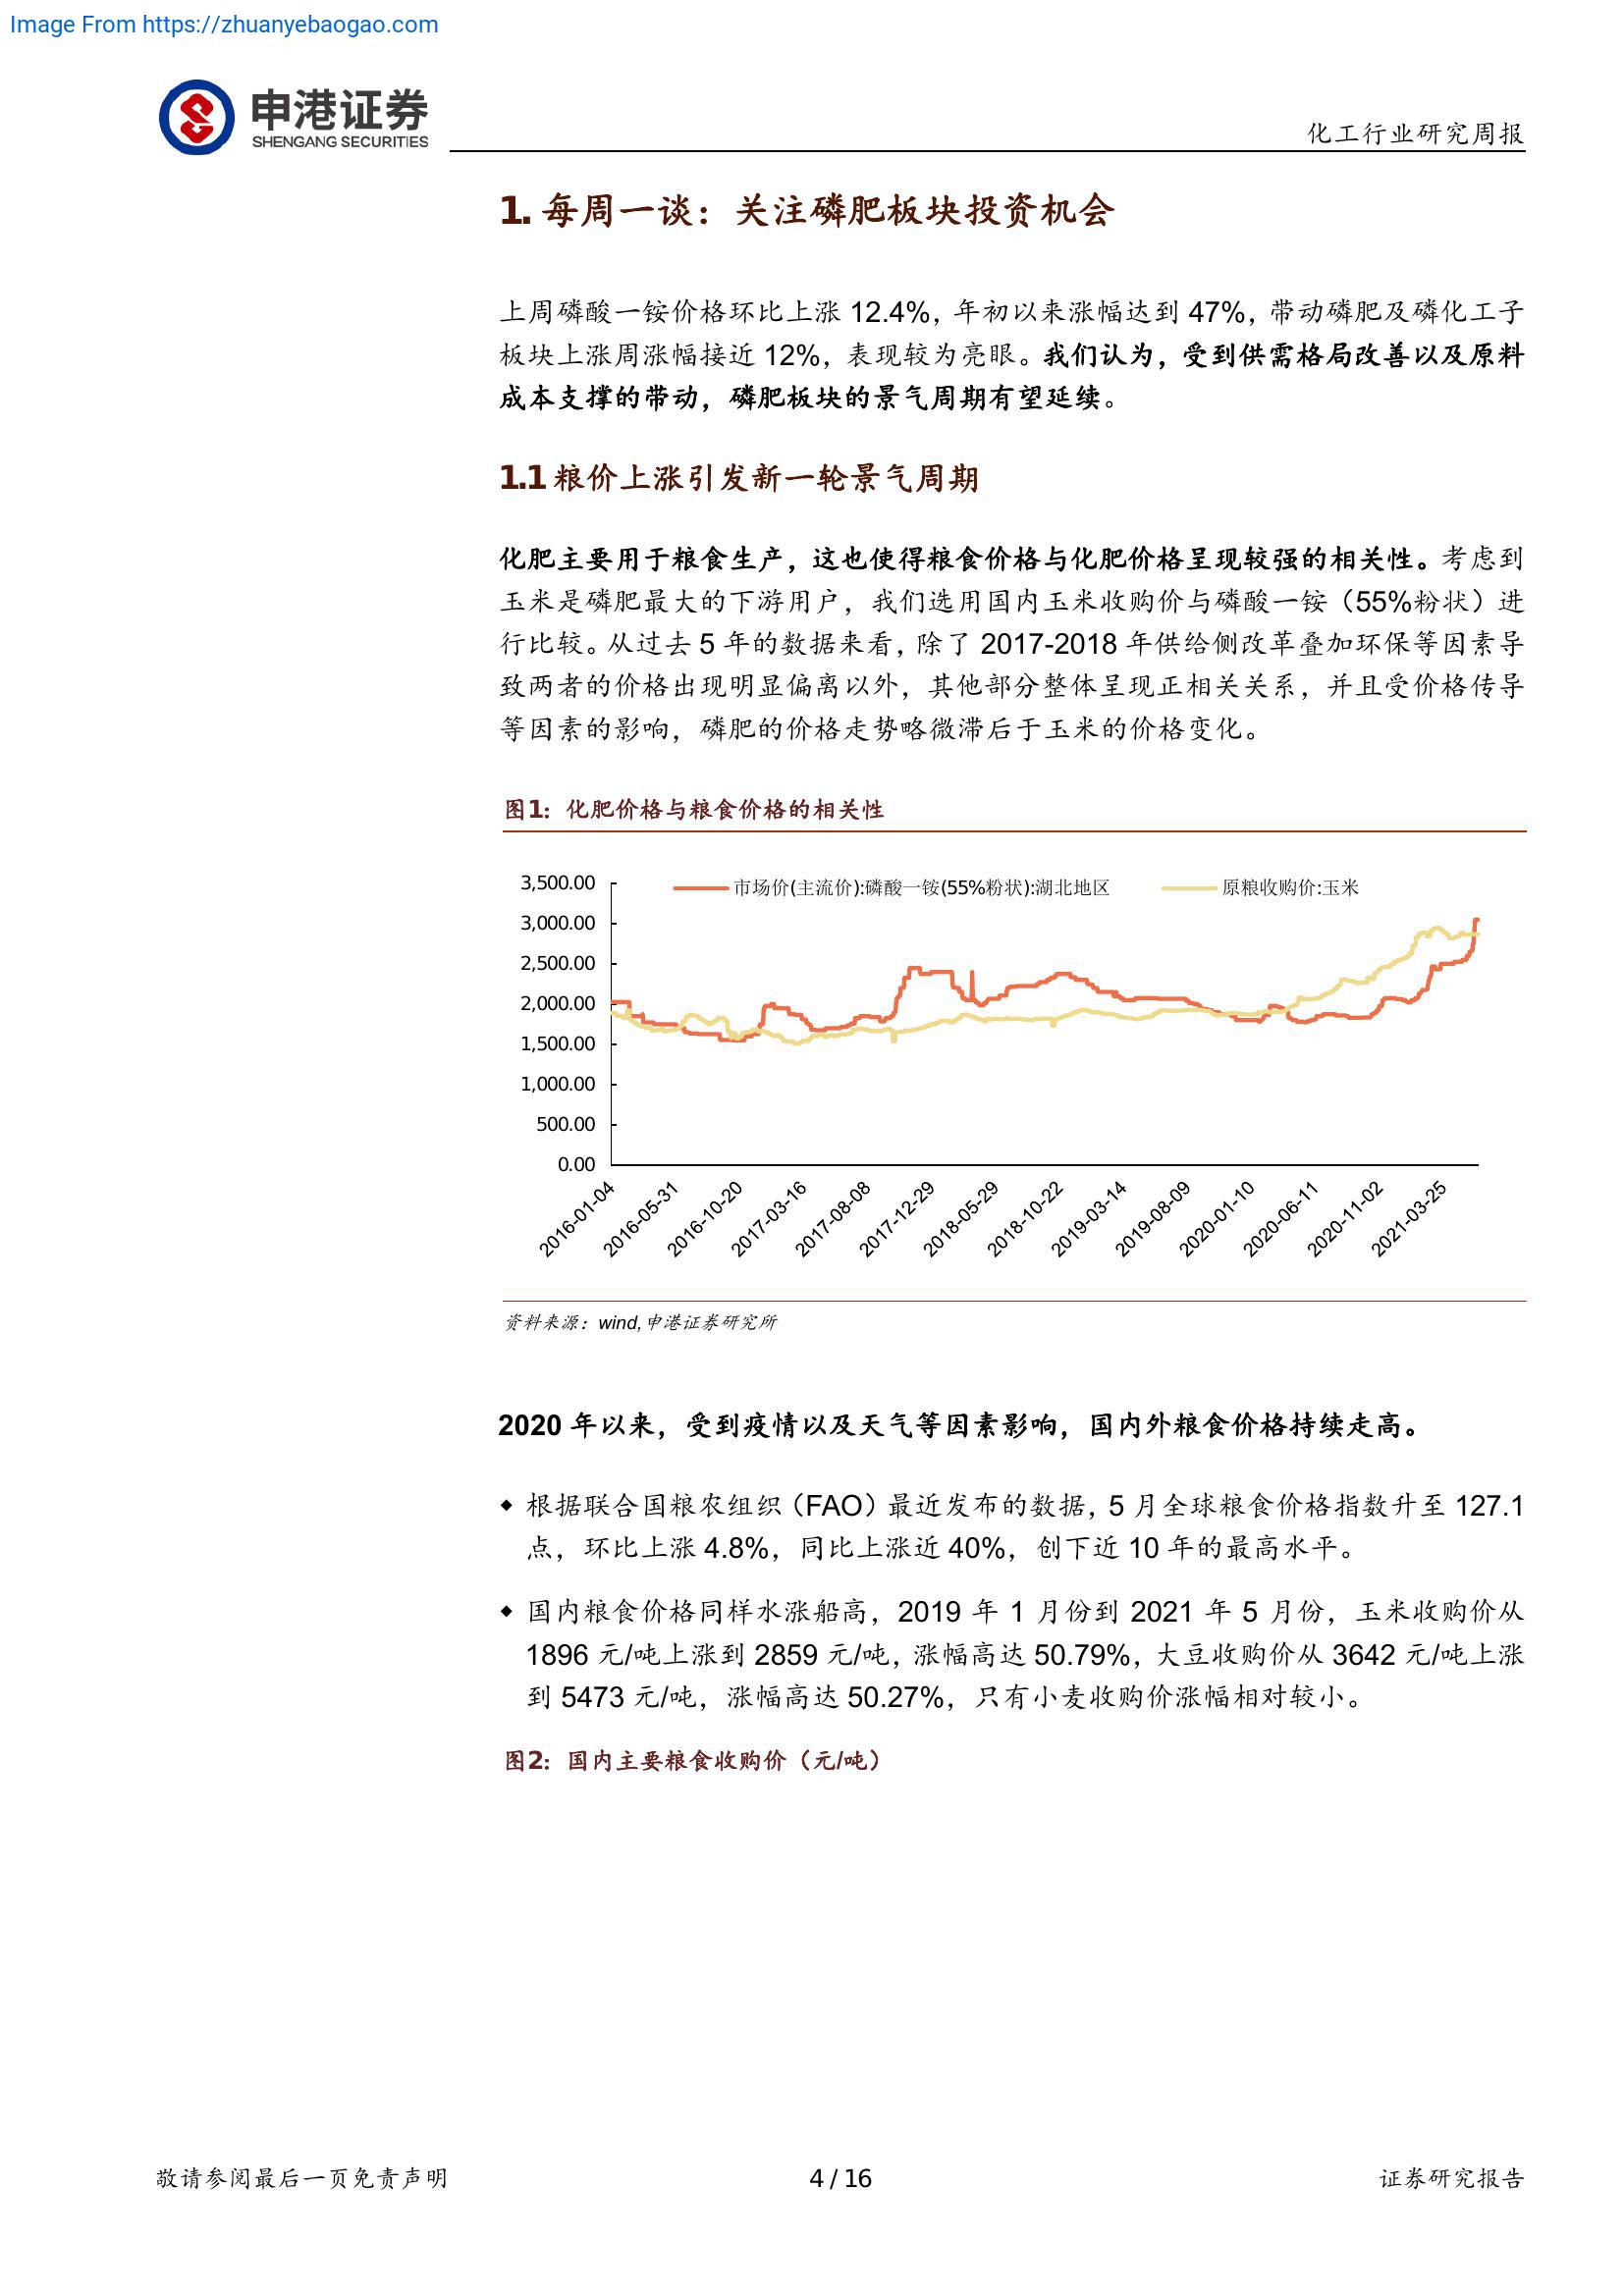 Image From https://zhuanyebaogao.com
申港证券
SHENGANG SECURITIES
化工行业研究周报
1. 每周一谈：关注磷肥板块投资机会
上周磷酸一铵价格环比上涨 12.4%，年初以来涨幅达到 47%，带动磷肥及磷化工子
板块上涨周涨幅接近 12%，表现较为亮眼。我们认为，受到供需格局改善以及原料
成本支撑的带动，磷肥板块的景气周期有望延续。
1.1 粮价上涨引发新一轮景气周期
化肥主要用于粮食生产，这也使得粮食价格与化肥价格呈现较强的相关性。考虑到
玉米是磷肥最大的下游用户，我们选用国内玉米收购价与磷酸一铵（55%粉状）进
行比较。从过去 5 年的数据来看，除了 2017-2018 年供给侧改革叠加环保等因素导
致两者的价格出现明显偏离以外，其他部分整体呈现正相关关系，并且受价格传导
等因素的影响，磷肥的价格走势略微滞后于玉米的价格变化。
图1：化肥价格与粮食价格的相关性
市场价(主流价):磷酸一铵(55%粉状):湖北地区 原粮收购价:玉米
3,500.00
3,000.00
2,500.00
2,000.00
1,500.00
1,000.00
500.00
0.00
2016-01-04
2016-05-31
2016-10-20
2017-03-16
2017-08-08
2017-12-29
2018-05-29
2018-10-22
2019-03-14
2019-08-09
2020-01-10
2020-06-11
2020-11-02
2021-03-25
资料来源：wind,申港证券研究所
2020 年以来，受到疫情以及天气等因素影响，国内外粮食价格持续走高。
◆ 根据联合国粮农组织（FAO）最近发布的数据，5 月全球粮食价格指数升至 127.1
点，环比上涨 4.8%，同比上涨近 40%，创下近 10 年的最高水平。
◆ 国内粮食价格同样水涨船高，2019 年 1 月份到 2021 年 5 月份，玉米收购价从
1896 元/吨上涨到 2859 元/吨，涨幅高达 50.79%，大豆收购价从 3642 元/吨上涨
到 5473 元/吨，涨幅高达 50.27%，只有小麦收购价涨幅相对较小。
图2：国内主要粮食收购价（元/吨）
敬请参阅最后一页免责声明
4 / 16
证券研究报告